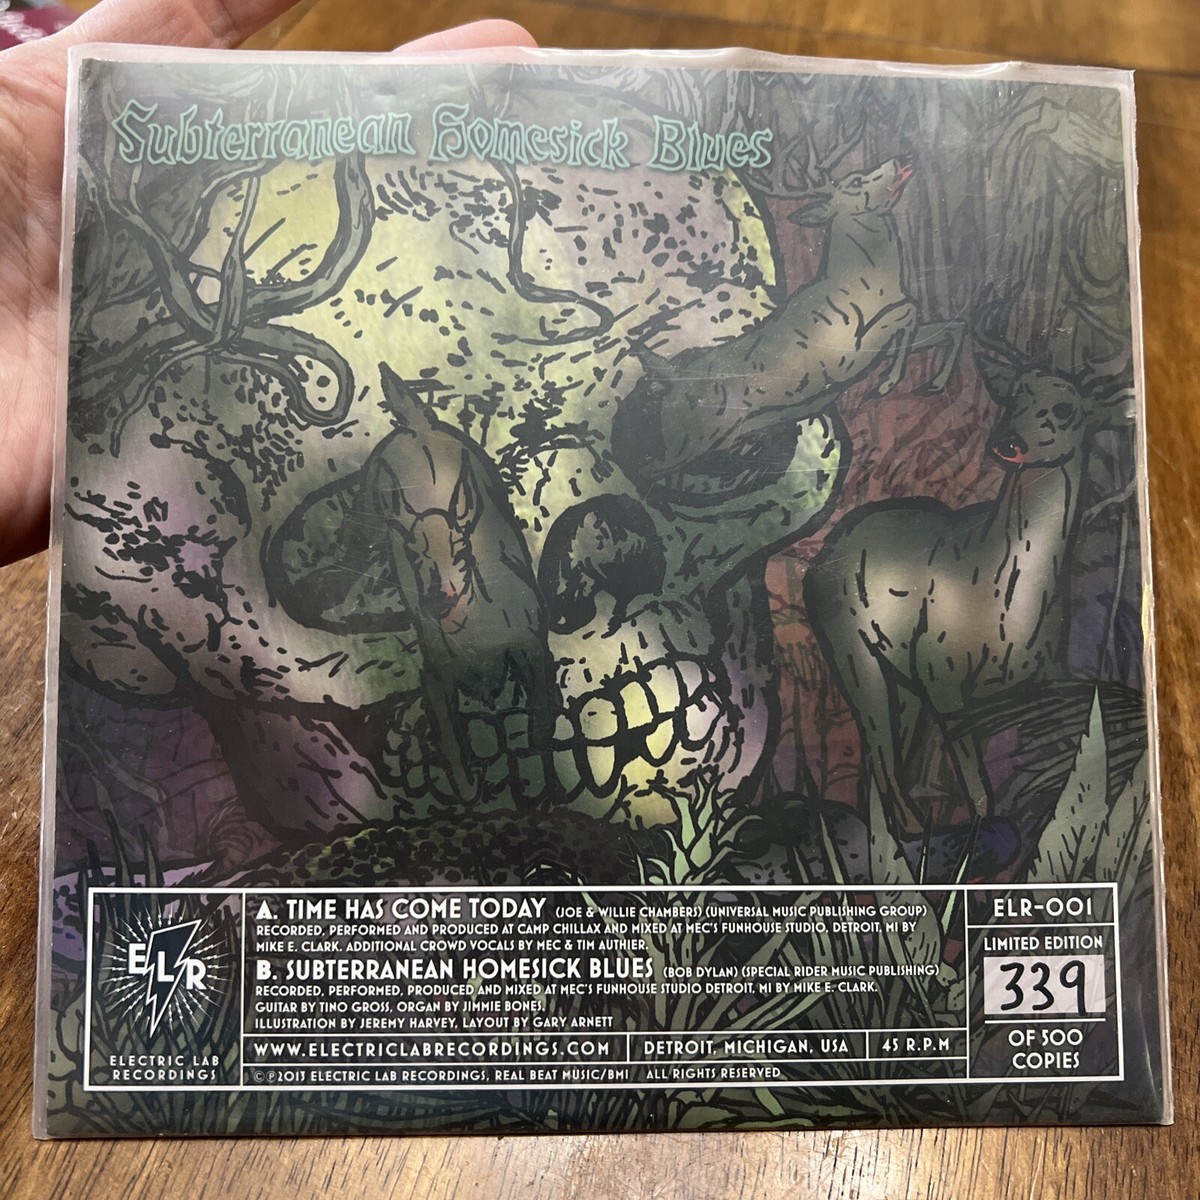 Subterranean Homesick Blues
A. TIME HAS COME TODAY (JOE & WILLIE CHAMBERS) (UNIVERSAL MUSIC PUBLISHING GROUP)
RECORDED, PERFORMED AND PRODUCED AT CAMP CHILLAX AND MIXED AT MEC'S FUNHOUSE STUDIO, DETROIT, MI BY
MIKE E. CLARK. ADDITIONAL CROWD VOCALS BY MEC & TIM AUTHIER.
B. SUBTERRANEAN HOMESICK BLUES (BOB DYLAN) (SPECIAL RIDER MUSIC PUBLISHING)
RECORDED, PERFORMED, PRODUCED AND MIXED AT MEC'S FUNHOUSE STUDIO DETROIT, MI BY MIKE E. CLARK.
GUITAR BY TINO GROSS, ORGAN BY JIMMIE BONES.
ILLUSTRATION BY JEREMY HARVEY, LAYOUT BY GARY ARNETT
ELR
ELECTRIC LAB
RECORDINGS
WWW.ELECTRICLABRECORDINGS.COM
DETROIT, MICHIGAN, USA
45 R.P.M
©℗2013 ELECTRIC LAB RECORDINGS, REAL BEAT MUSIC/BMI ALL RIGHTS RESERVED
ELR-001
LIMITED EDITION
339
OF 500
COPIES